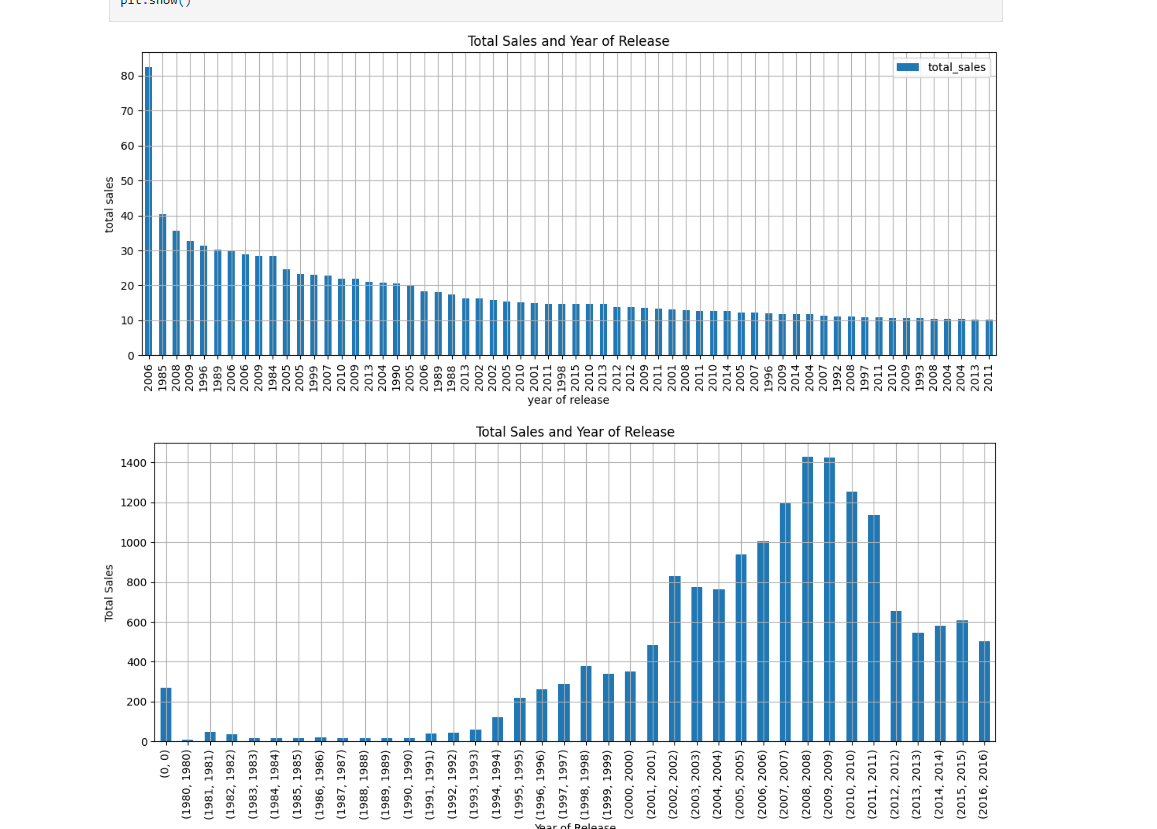 plt.show()
Total Sales and Year of Release
total_sales
total sales
80
70
60
50
40
30
20
10
0
2006 1985 2008 2009 1996 1989 2006 2006 2009 1984 2005 2005 1999 2007 2010 2009 2013 2004 1990 2005 2006 1989 1988 2013 2002 2002 2005 2010 2001 2011 1998 2015 2010 2013 2012 2012 2009 2011 2001 2008 2011 2010 2014 2005 2007 1996 2009 2014 2004 2007 1992 2008 1997 2011 2010 2009 1993 2008 2004 2004 2013 2011
year of release
Total Sales and Year of Release
Total Sales
1400
1200
1000
800
600
400
200
0
(0, 0) (1980, 1980) (1981, 1981) (1982, 1982) (1983, 1983) (1984, 1984) (1985, 1985) (1986, 1986) (1987, 1987) (1988, 1988) (1989, 1989) (1990, 1990) (1991, 1991) (1992, 1992) (1993, 1993) (1994, 1994) (1995, 1995) (1996, 1996) (1997, 1997) (1998, 1998) (1999, 1999) (2000, 2000) (2001, 2001) (2002, 2002) (2003, 2003) (2004, 2004) (2005, 2005) (2006, 2006) (2007, 2007) (2008, 2008) (2009, 2009) (2010, 2010) (2011, 2011) (2012, 2012) (2013, 2013) (2014, 2014) (2015, 2015) (2016, 2016)
Year of Release